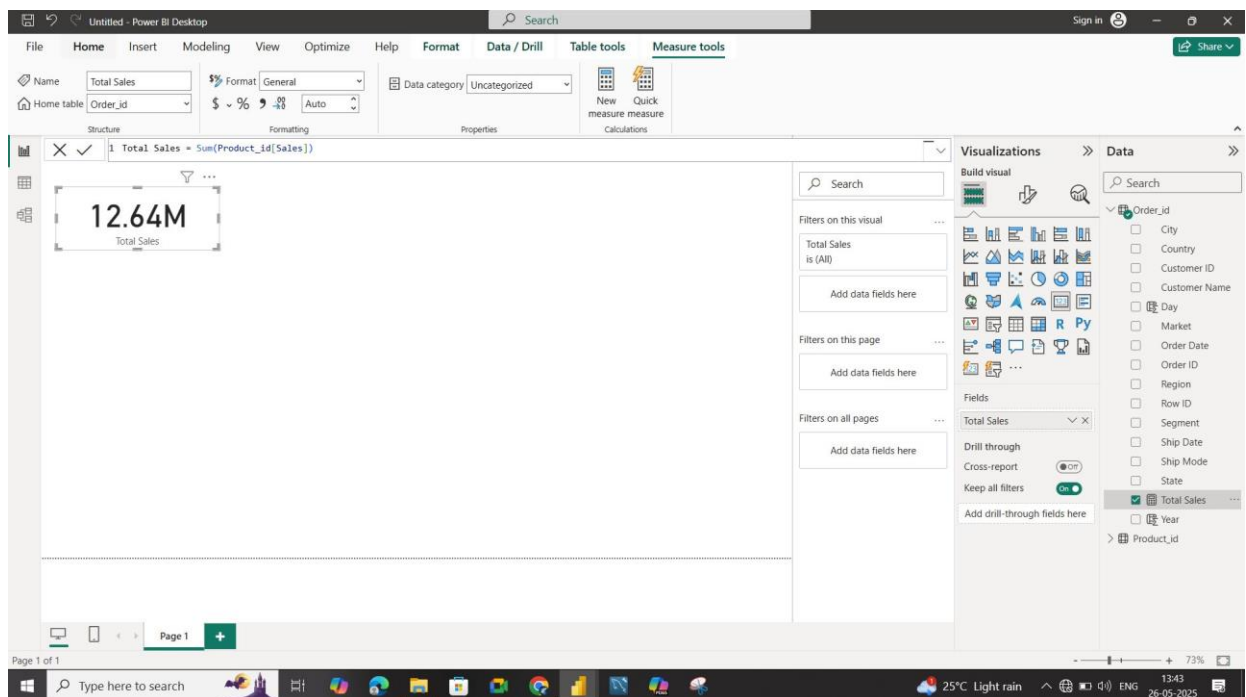 Untitled - Power BI Desktop
Search
Sign in
File Home Insert Modeling View Optimize Help Format Data / Drill Table tools Measure tools
Share
Name Total Sales
Home table Order_id
Structure
Format General
$ % Auto
Formatting
Data category Uncategorized
Properties
New measure
Quick measure
Calculations
1 Total Sales = Sum(Product_id[Sales])
12.64M
Total Sales
Search
Filters on this visual ...
Total Sales
is (All)
Add data fields here
Filters on this page ...
Add data fields here
Filters on all pages ...
Add data fields here
Visualizations
Build visual
R Py
Fields
Total Sales
Drill through
Cross-report Off
Keep all filters On
Add drill-through fields here
Data
Search
Order_id
City
Country
Customer ID
Customer Name
Day
Market
Order Date
Order ID
Region
Row ID
Segment
Ship Date
Ship Mode
State
Total Sales
Year
Product_id
Page 1
Page 1 of 1
73%
Type here to search
25°C Light rain
ENG
13:43
26-05-2025